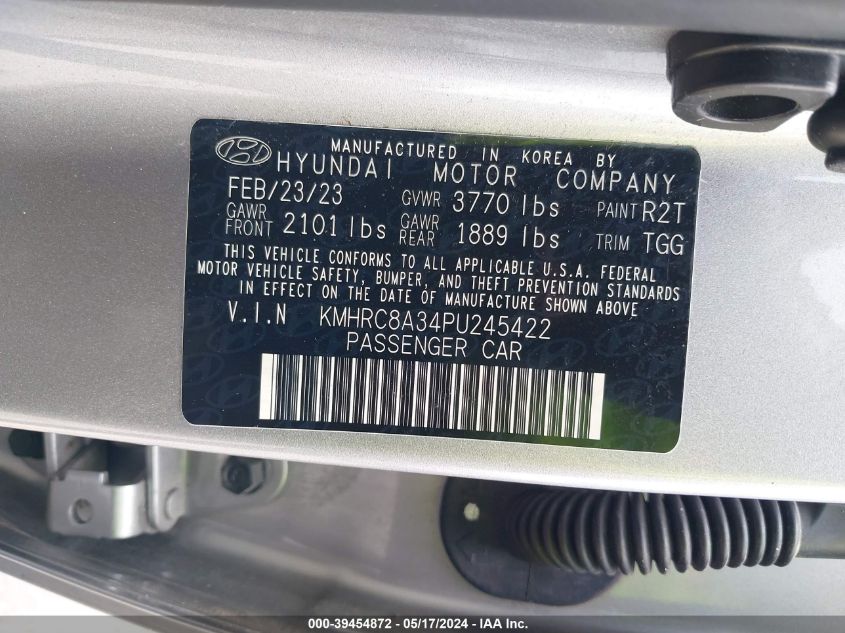 MANUFACTURED IN KOREA BY
HYUNDAI MOTOR COMPANY
FEB/23/23 GVWR 3770 lbs PAINT R2T
GAWR FRONT 2101 lbs GAWR REAR 1889 lbs TRIM TGG
THIS VEHICLE CONFORMS TO ALL APPLICABLE U.S.A. FEDERAL
MOTOR VEHICLE SAFETY, BUMPER, AND THEFT PREVENTION STANDARDS
IN EFFECT ON THE DATE OF MANUFACTURE SHOWN ABOVE
V.I.N KMHRC8A34PU245422
PASSENGER CAR
000-39454872 - 05/17/2024 - IAA Inc.